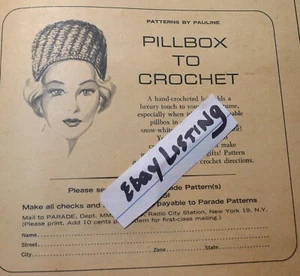 PATTERNS BY PAULINE
PILLBOX
TO
CROCHET
A hand-crocheted
luxury touch to your
especially when
pillbox in
snow-white
make
gifts! Pattern
crochet directions.
Ebay LISTING
Please Pattern(s)
Make all checks and payable to Parade Patterns
Mail to PARADE, Dept. MM, Radio City Station, New York 19, N.Y.
(Please print. Add 10 cents pattern for first-class mailing.)
Name
Street
City Zone State